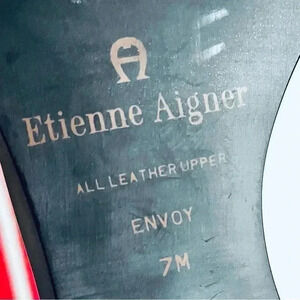 Etienne Aigner
ALL LEATHER UPPER
ENVOY
7M